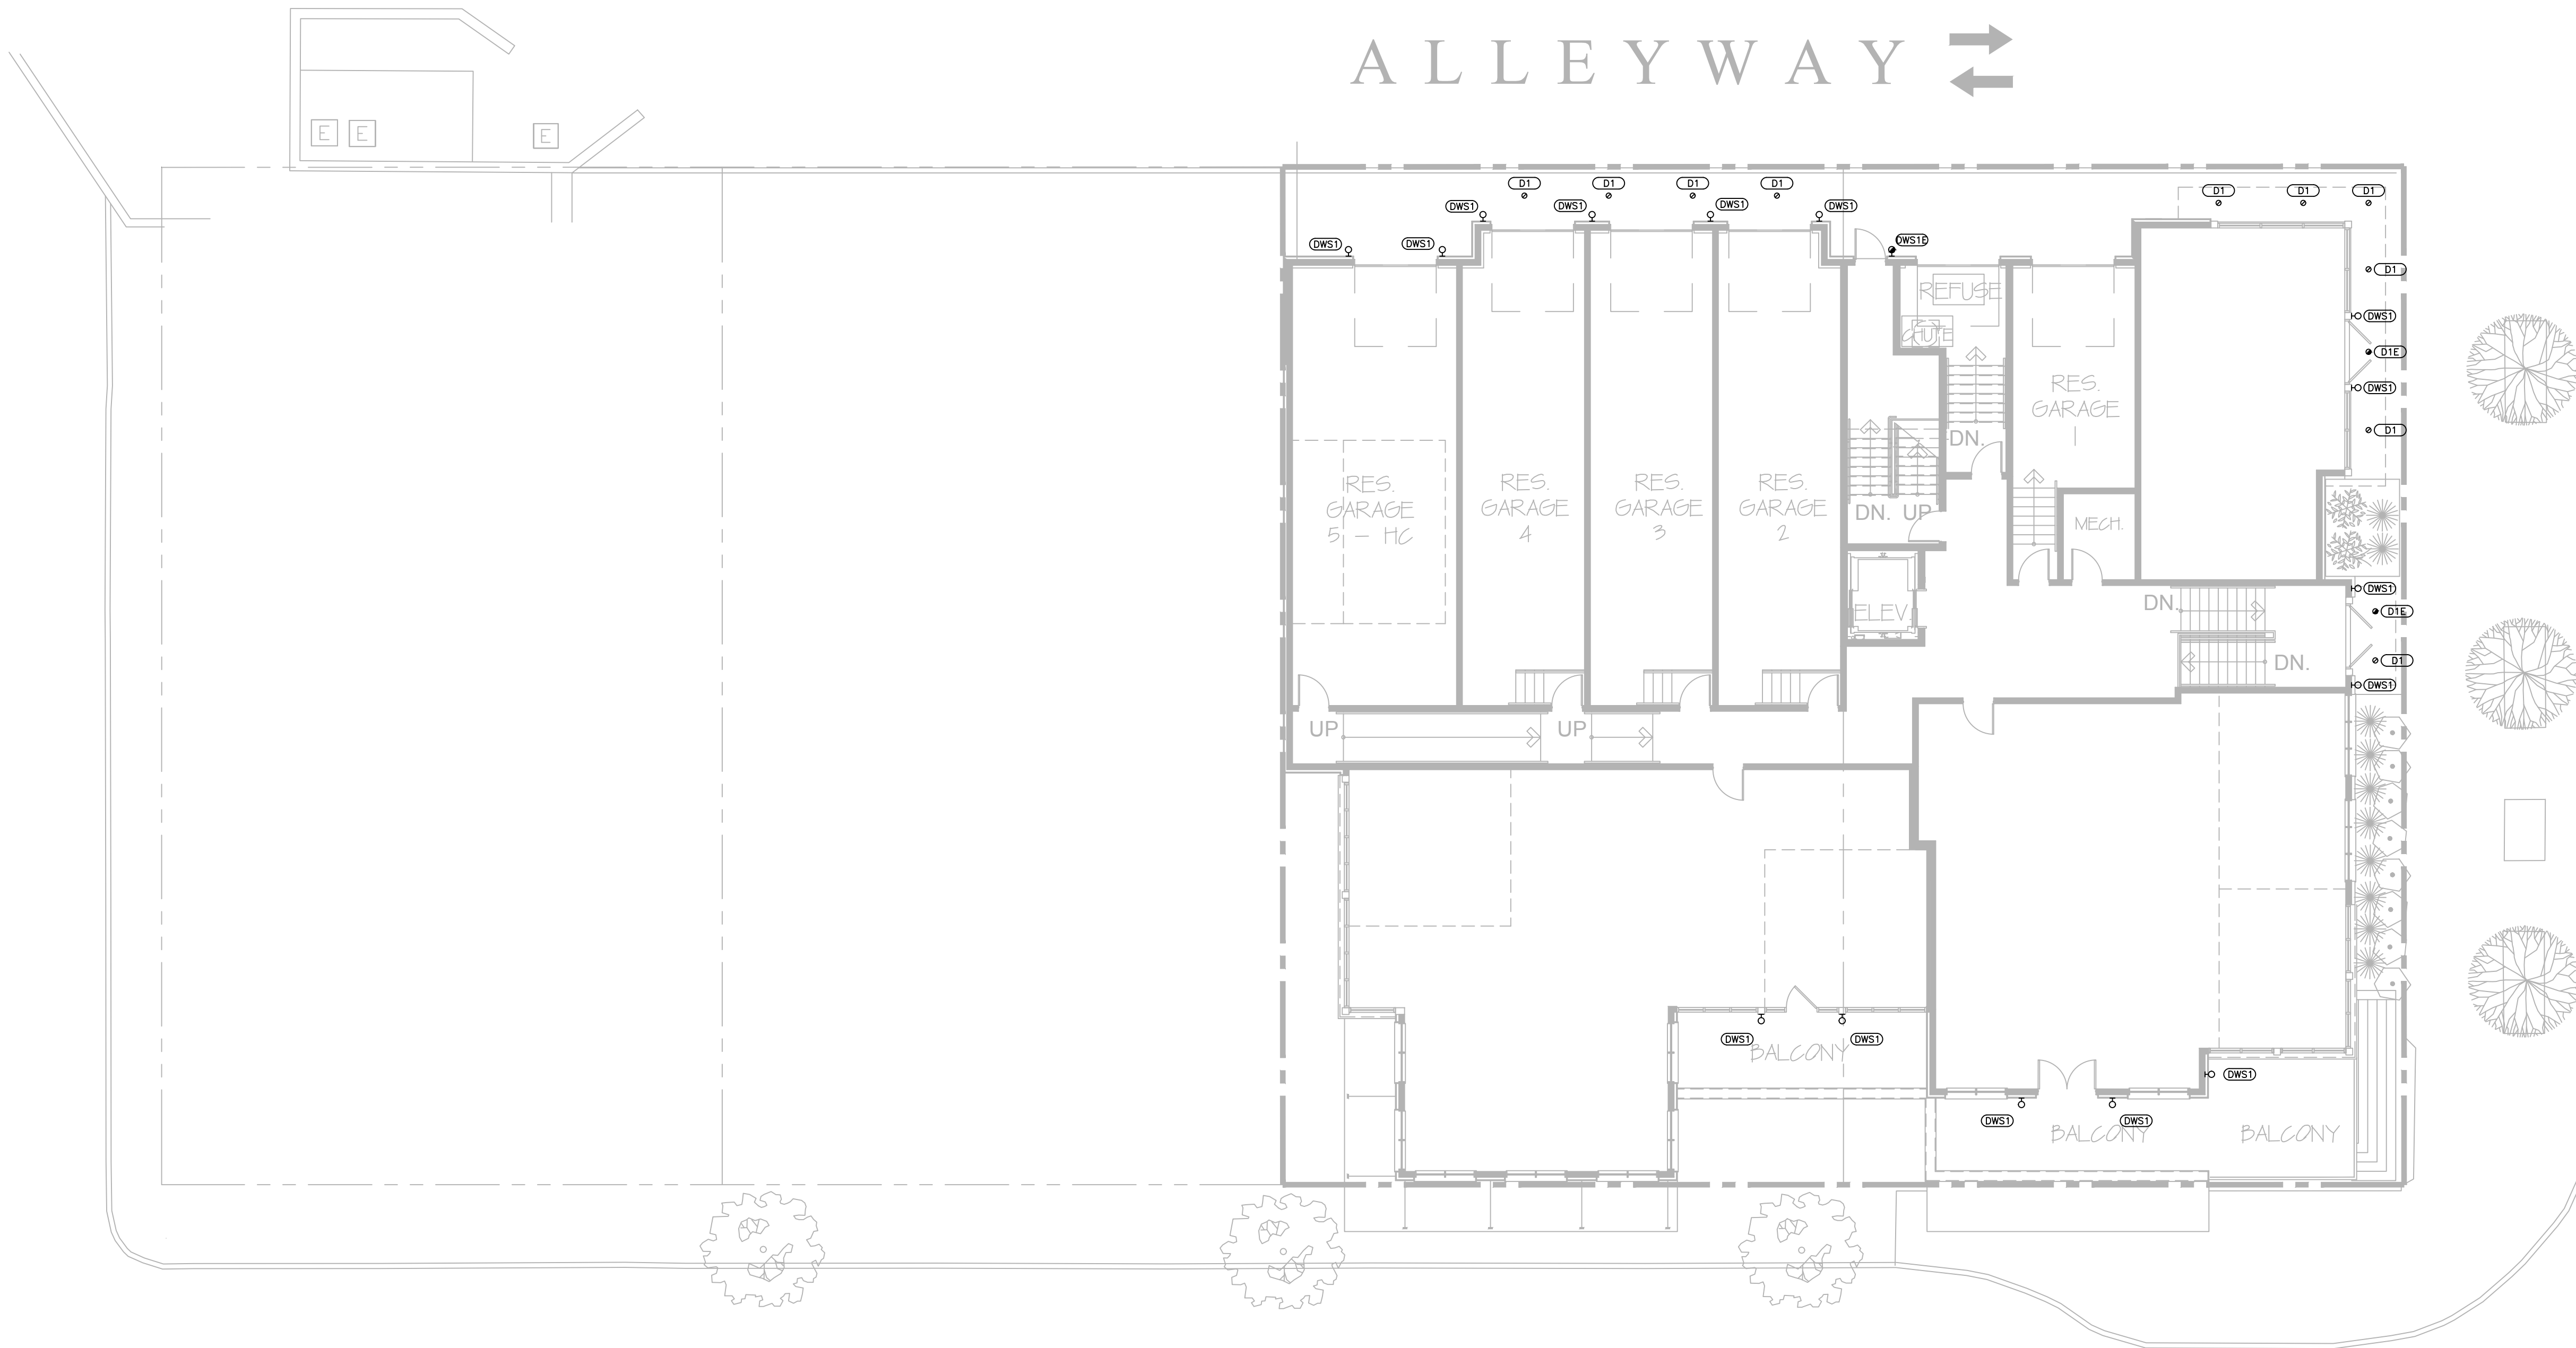 A L L E Y W A Y
E
E
E
D1
D1
D1
D1
D1
D1
D1
DWS1
DWS1
DWS1
DWS1
DWS1
DWS1
DWS1E
D1
REFUSE
DWS1
CHUTE
D1E
RES.
GARAGE
1
DWS1
D1
DN.
RES.
GARAGE
5 - HC
RES.
GARAGE
4
RES.
GARAGE
3
RES.
GARAGE
2
DN.
UP
MECH.
DWS1
ELEV.
DN.
D1E
DN.
D1
DWS1
UP
UP
DWS1
DWS1
BALCONY
DWS1
DWS1
DWS1
BALCONY
BALCONY